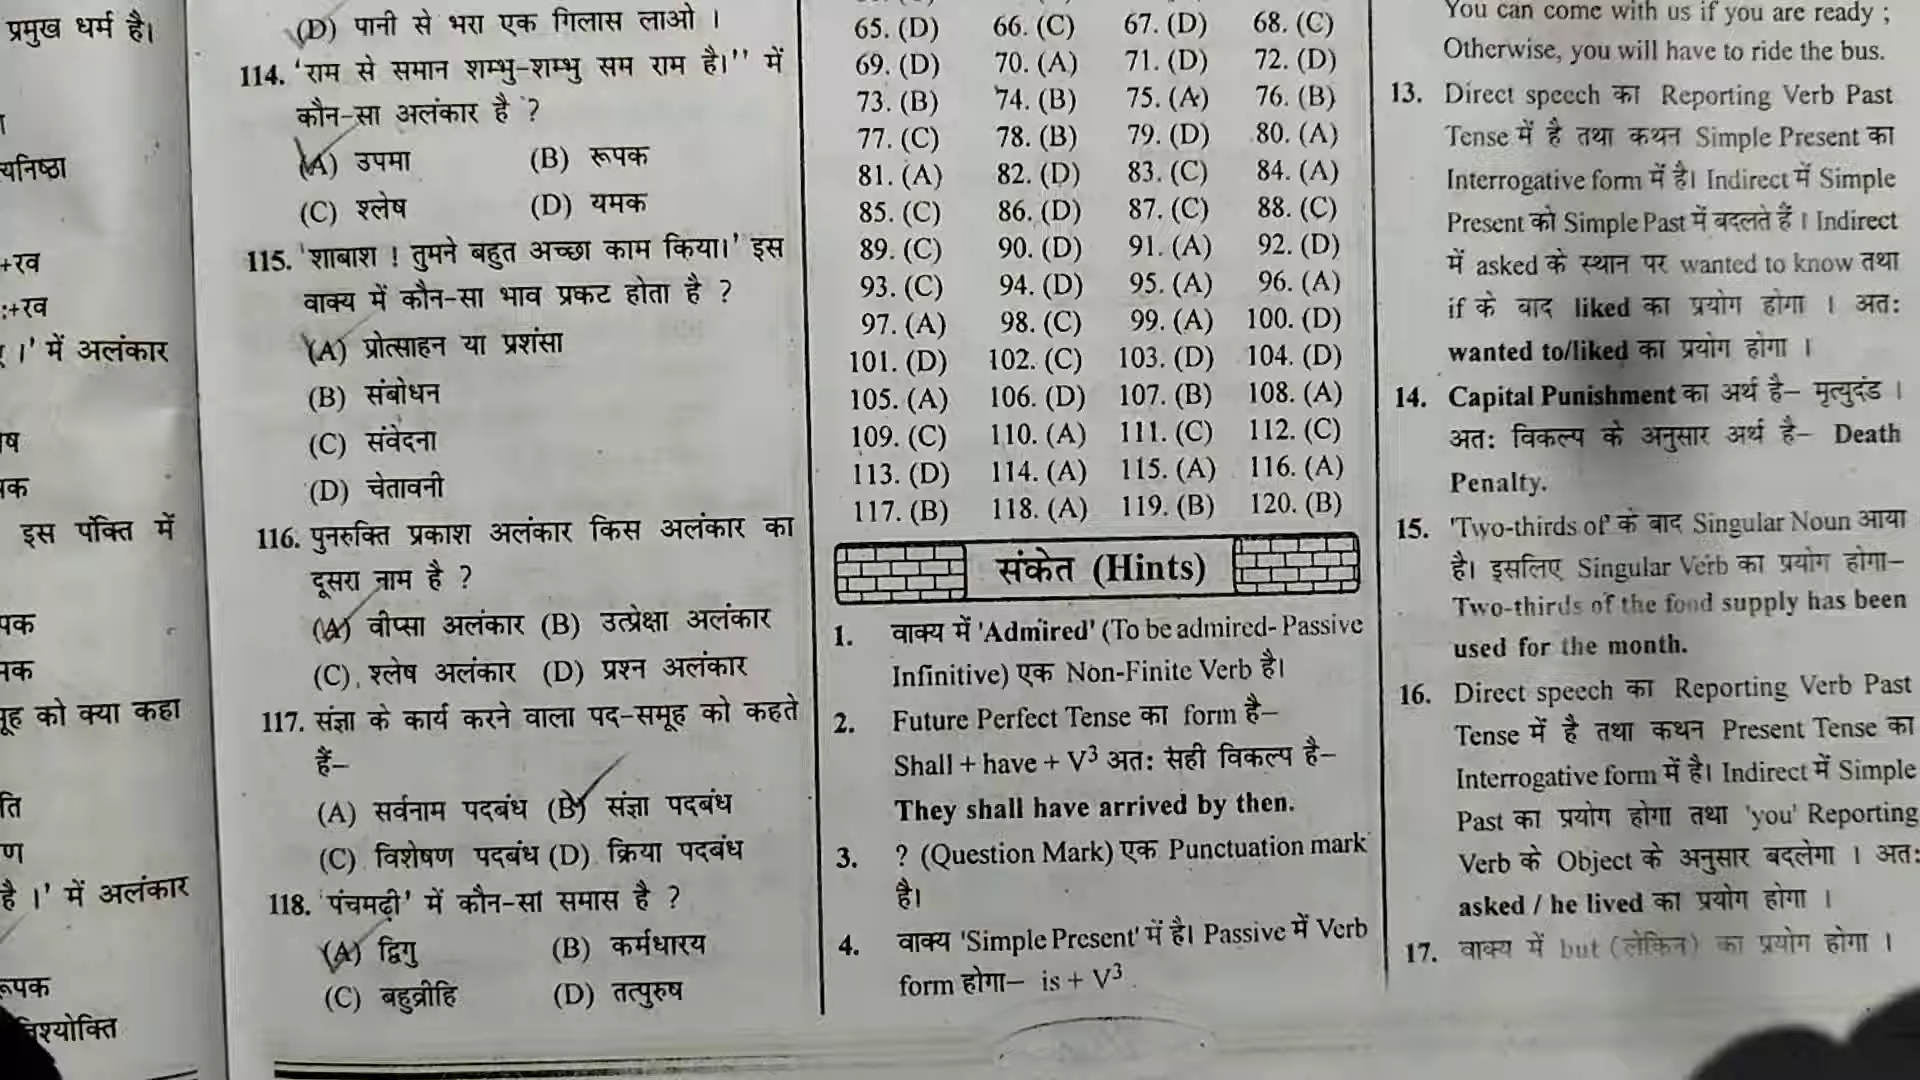 प्रमुख धर्म है।
यनिष्ठा
+रव
:+रव
।' में अलंकार
इस पंक्ति में
पक
मूह को क्या कहा
ति
ण
है ।' में अलंकार
रूपक
तिश्योक्ति
(D) पानी से भरा एक गिलास लाओ ।
114. 'राम से समान शम्भु-शम्भु सम राम है।'' में
कौन-सा अलंकार है ?
(A) उपमा (B) रूपक
(C) श्लेष (D) यमक
115. 'शाबाश ! तुमने बहुत अच्छा काम किया।' इस
वाक्य में कौन-सा भाव प्रकट होता है ?
(A) प्रोत्साहन या प्रशंसा
(B) संबोधन
(C) संवेदना
(D) चेतावनी
116. पुनरुक्ति प्रकाश अलंकार किस अलंकार का
दूसरा नाम है ?
(A) वीप्सा अलंकार (B) उत्प्रेक्षा अलंकार
(C) श्लेष अलंकार (D) प्रश्न अलंकार
117. संज्ञा के कार्य करने वाला पद-समूह को कहते
हैं–
(A) सर्वनाम पदबंध (B) संज्ञा पदबंध
(C) विशेषण पदबंध (D) क्रिया पदबंध
118. 'पंचमढ़ी' में कौन-सा समास है ?
(A) द्विगु (B) कर्मधारय
(C) बहुव्रीहि (D) तत्पुरुष
65. (D) 66. (C) 67. (D) 68. (C)
69. (D) 70. (A) 71. (D) 72. (D)
73. (B) 74. (B) 75. (A) 76. (B)
77. (C) 78. (B) 79. (D) 80. (A)
81. (A) 82. (D) 83. (C) 84. (A)
85. (C) 86. (D) 87. (C) 88. (C)
89. (C) 90. (D) 91. (A) 92. (D)
93. (C) 94. (D) 95. (A) 96. (A)
97. (A) 98. (C) 99. (A) 100. (D)
101. (D) 102. (C) 103. (D) 104. (D)
105. (A) 106. (D) 107. (B) 108. (A)
109. (C) 110. (A) 111. (C) 112. (C)
113. (D) 114. (A) 115. (A) 116. (A)
117. (B) 118. (A) 119. (B) 120. (B)
संकेत (Hints)
1. वाक्य में 'Admired' (To be admired- Passive
Infinitive) एक Non-Finite Verb है।
2. Future Perfect Tense का form है–
Shall + have + V³ अत: सही विकल्प है–
They shall have arrived by then.
3. ? (Question Mark) एक Punctuation mark
है।
4. वाक्य 'Simple Present' में है। Passive में Verb
form होगा– is + V³
You can come with us if you are ready ;
Otherwise, you will have to ride the bus.
13. Direct speech का Reporting Verb Past
Tense में है तथा कथन Simple Present का
Interrogative form में है। Indirect में Simple
Present को Simple Past में बदलते हैं । Indirect
में asked के स्थान पर wanted to know तथा
if के बाद liked का प्रयोग होगा । अत:
wanted to/liked का प्रयोग होगा ।
14. Capital Punishment का अर्थ है– मृत्युदंड ।
अत: विकल्प के अनुसार अर्थ है– Death
Penalty.
15. 'Two-thirds of' के बाद Singular Noun आया
है। इसलिए Singular Verb का प्रयोग होगा–
Two-thirds of the food supply has been
used for the month.
16. Direct speech का Reporting Verb Past
Tense में है तथा कथन Present Tense का
Interrogative form में है। Indirect में Simple
Past का प्रयोग होगा तथा 'you' Reporting
Verb के Object के अनुसार बदलेगा । अत:
asked / he lived का प्रयोग होगा ।
17. वाक्य में but (लेकिन) का प्रयोग होगा ।